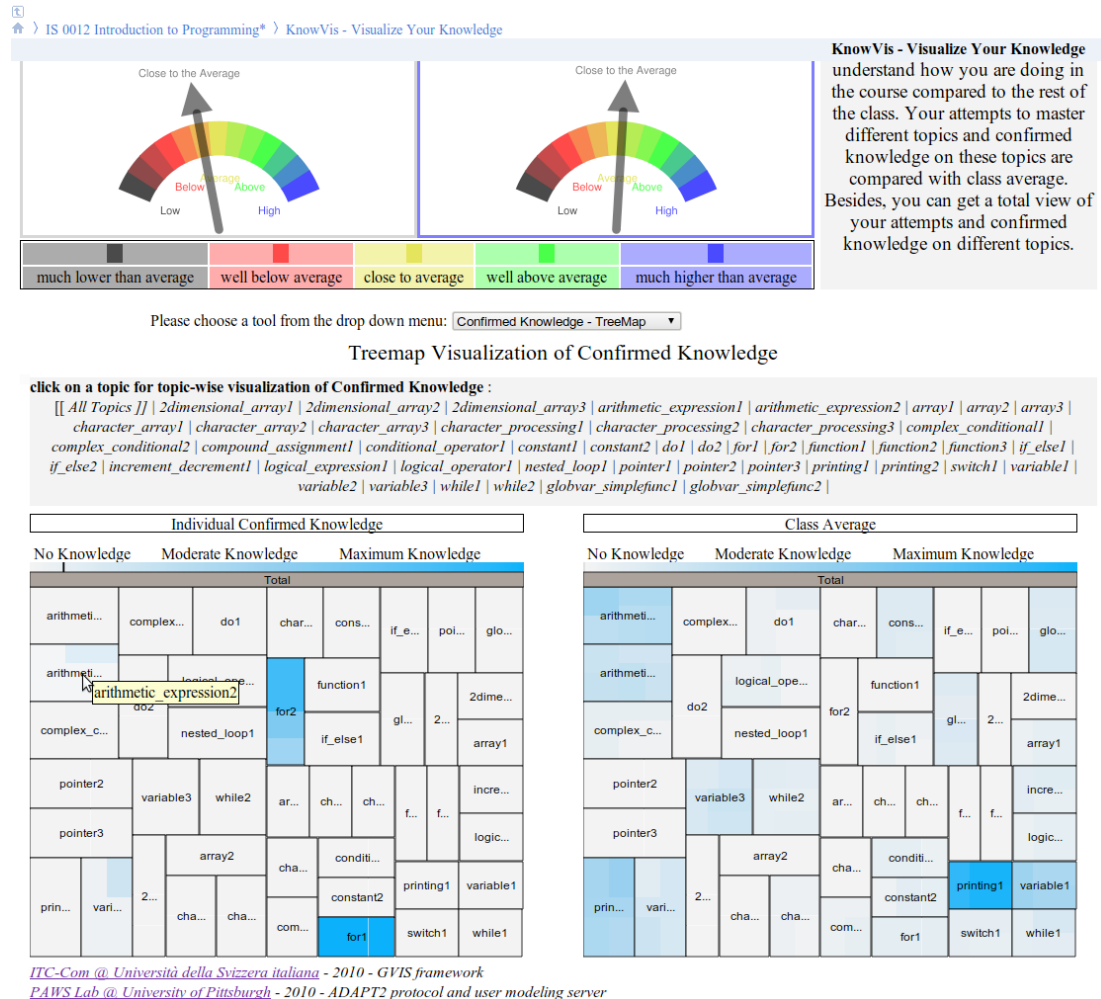 t
〉 IS 0012 Introduction to Programming* 〉 KnowVis - Visualize Your Knowledge
KnowVis - Visualize Your Knowledge
understand how you are doing in
the course compared to the rest of
the class. Your attempts to master
different topics and confirmed
knowledge on these topics are
compared with class average.
Besides, you can get a total view of
your attempts and confirmed
knowledge on different topics.
Close to the Average
Average
Below Above
Low High
Close to the Average
Average
Below Above
Low High
much lower than average well below average close to average well above average much higher than average
Please choose a tool from the drop down menu: Confirmed Knowledge - TreeMap ▼
Treemap Visualization of Confirmed Knowledge
click on a topic for topic-wise visualization of Confirmed Knowledge :
[[ All Topics ]] | 2dimensional_array1 | 2dimensional_array2 | 2dimensional_array3 | arithmetic_expression1 | arithmetic_expression2 | array1 | array2 | array3 |
character_array1 | character_array2 | character_array3 | character_processing1 | character_processing2 | character_processing3 | complex_conditional1 |
complex_conditional2 | compound_assignment1 | conditional_operator1 | constant1 | constant2 | do1 | do2 | for1 | for2 | function1 | function2 | function3 | if_else1 |
if_else2 | increment_decrement1 | logical_expression1 | logical_operator1 | nested_loop1 | pointer1 | pointer2 | pointer3 | printing1 | printing2 | switch1 | variable1 |
variable2 | variable3 | while1 | while2 | globvar_simplefunc1 | globvar_simplefunc2 |
Individual Confirmed Knowledge
No Knowledge Moderate Knowledge Maximum Knowledge
Total
arithmeti... complex... do1 char... cons... if_e... poi... glo...
arithmeti... logical_ope... function1
arithmetic_expression2
do2 for2 2dime...
complex_c... nested_loop1 if_else1 gl... 2... array1
pointer2 variable3 while2 ar... ch... ch... f... f... incre...
pointer3 logic...
array2 cha... conditi...
prin... vari... 2... cha... cha... constant2 printing1 variable1
com... for1 switch1 while1
Class Average
No Knowledge Moderate Knowledge Maximum Knowledge
Total
arithmeti... complex... do1 char... cons... if_e... poi... glo...
arithmeti... logical_ope... function1
do2 for2 2dime...
complex_c... nested_loop1 if_else1 gl... 2... array1
pointer2 variable3 while2 ar... ch... ch... f... f... incre...
pointer3 logic...
array2 cha... conditi...
prin... vari... 2... cha... cha... constant2 printing1 variable1
com... for1 switch1 while1
ITC-Com @ Università della Svizzera italiana - 2010 - GVIS framework
PAWS Lab @ University of Pittsburgh - 2010 - ADAPT2 protocol and user modeling server